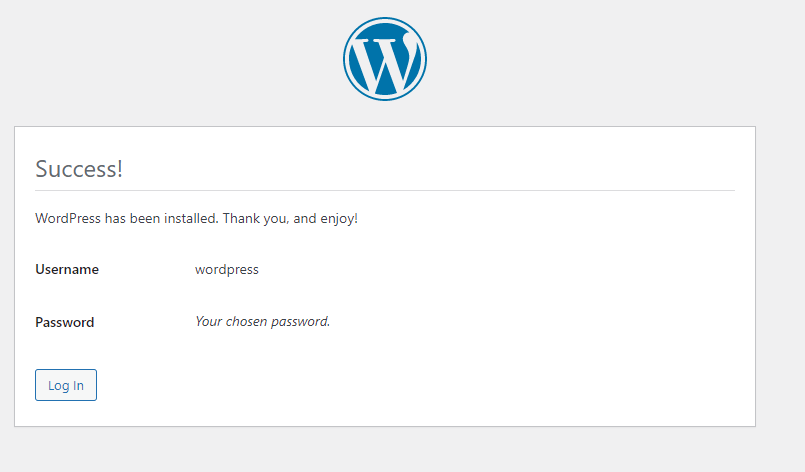 Success!
WordPress has been installed. Thank you, and enjoy!
Username wordpress
Password Your chosen password.
Log In